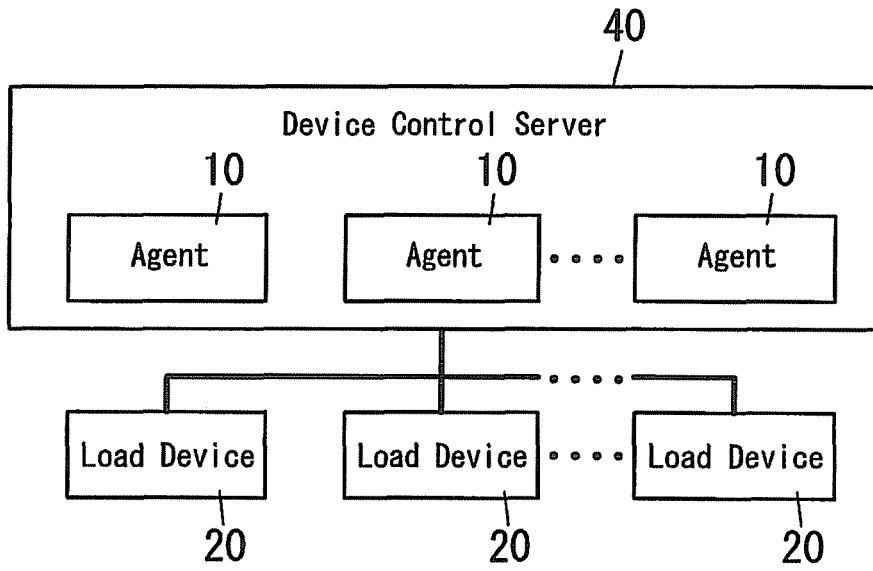 40
Device Control Server
10 10 10
Agent Agent Agent
Load Device Load Device Load Device
20 20 20